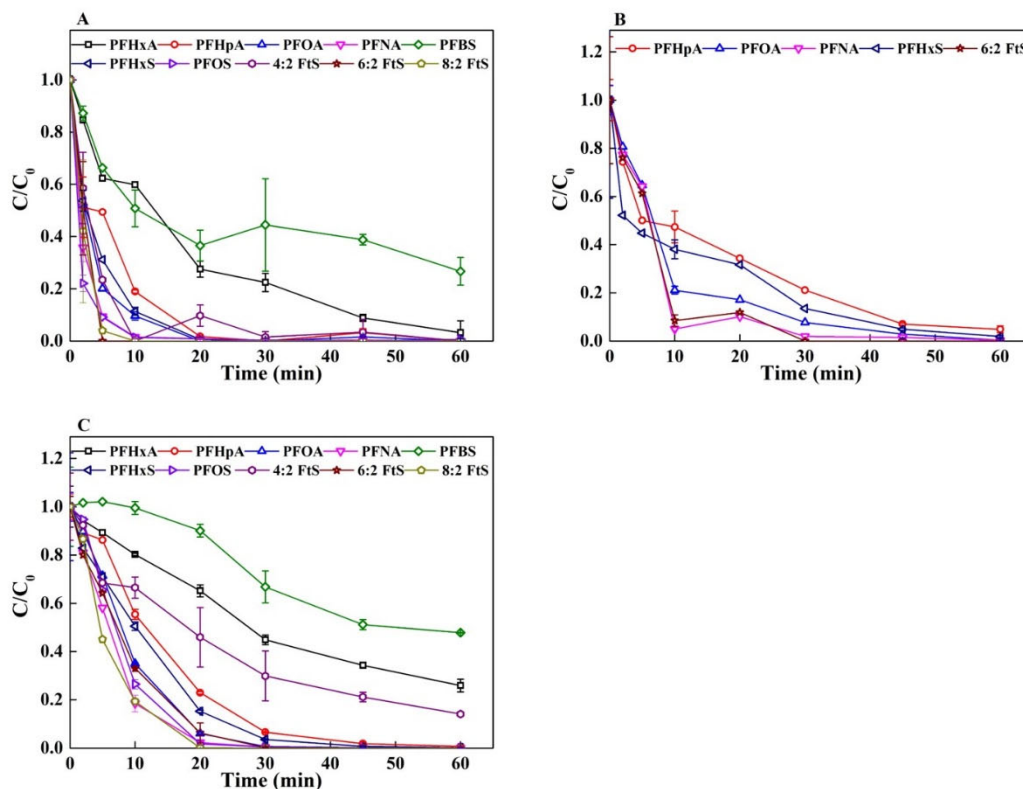 A
PFHxA PFHpA PFOA PFNA PFBS
PFHxS PFOS 4:2 FtS 6:2 FtS 8:2 FtS
1.0
0.8
0.6
0.4
0.2
0.0
C/C0
0 10 20 30 40 50 60
Time (min)
B
PFHpA PFOA PFNA PFHxS 6:2 FtS
1.2
1.0
0.8
0.6
0.4
0.2
0.0
C/C0
0 10 20 30 40 50 60
Time (min)
C
PFHxA PFHpA PFOA PFNA PFBS
PFHxS PFOS 4:2 FtS 6:2 FtS 8:2 FtS
1.2
1.0
0.8
0.6
0.4
0.2
0.0
C/C0
0 10 20 30 40 50 60
Time (min)